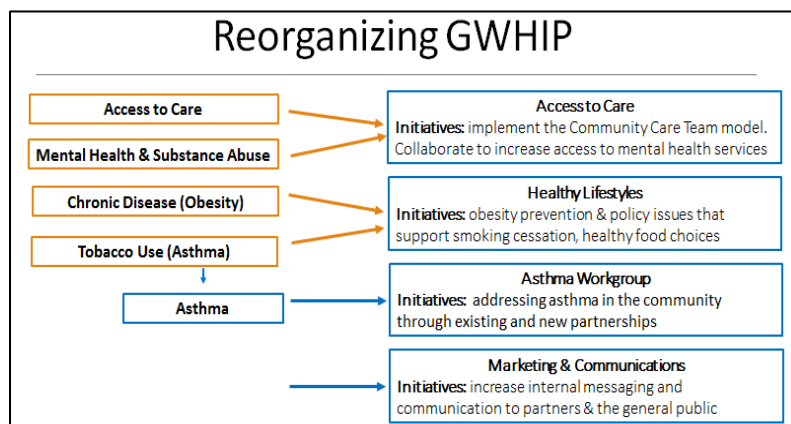 Reorganizing GWHIP
Access to Care
Mental Health & Substance Abuse
Chronic Disease (Obesity)
Tobacco Use (Asthma)
Asthma
Access to Care
Initiatives: implement the Community Care Team model.
Collaborate to increase access to mental health services
Healthy Lifestyles
Initiatives: obesity prevention & policy issues that
support smoking cessation, healthy food choices
Asthma Workgroup
Initiatives: addressing asthma in the community
through existing and new partnerships
Marketing & Communications
Initiatives: increase internal messaging and
communication to partners & the general public